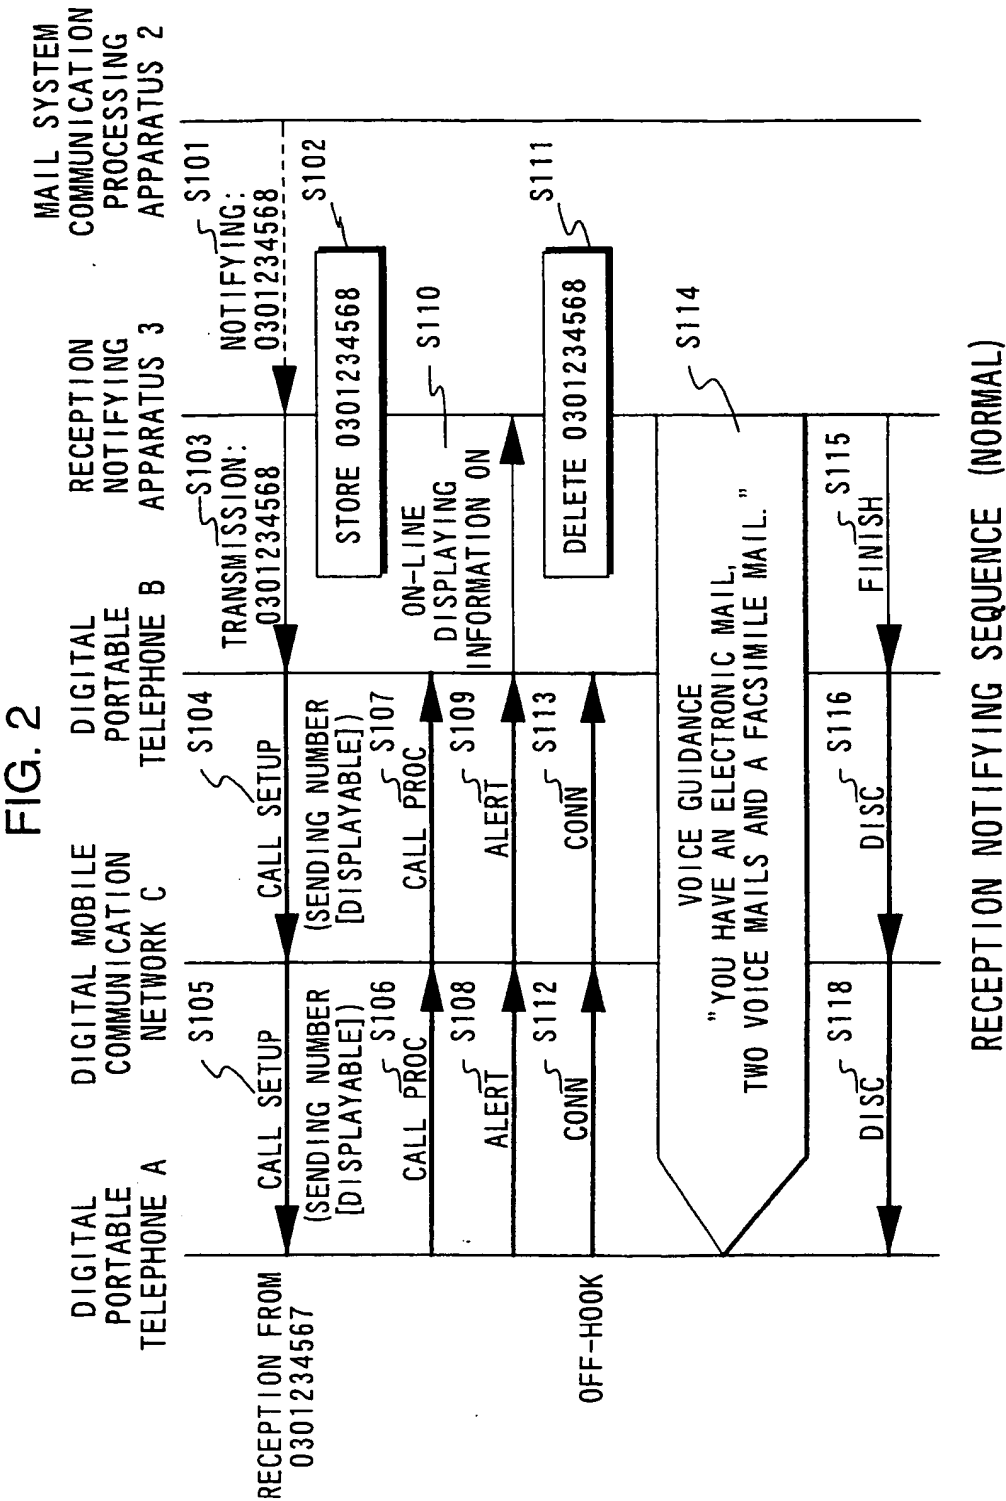 FIG. 2
DIGITAL
PORTABLE
TELEPHONE A
DIGITAL MOBILE
COMMUNICATION
NETWORK C
DIGITAL
PORTABLE
TELEPHONE B
RECEPTION
NOTIFYING
APPARATUS 3
MAIL SYSTEM
COMMUNICATION
PROCESSING
APPARATUS 2
S101
NOTIFYING:
0301234568
S102
STORE 0301234568
S103
TRANSMISSION:
0301234568
S104
CALL SETUP
(SENDING NUMBER
[DISPLAYABLE])
S105
CALL SETUP
(SENDING NUMBER
[DISPLAYABLE])
RECEPTION FROM
0301234567
S106
CALL PROC
S107
CALL PROC
S108
ALERT
S109
ALERT
S110
ON-LINE
DISPLAYING
INFORMATION ON
S111
DELETE 0301234568
OFF-HOOK
S112
CONN
S113
CONN
S114
VOICE GUIDANCE
"YOU HAVE AN ELECTRONIC MAIL,
TWO VOICE MAILS AND A FACSIMILE MAIL."
S115
FINISH
S116
DISC
S118
DISC
RECEPTION NOTIFYING SEQUENCE (NORMAL)